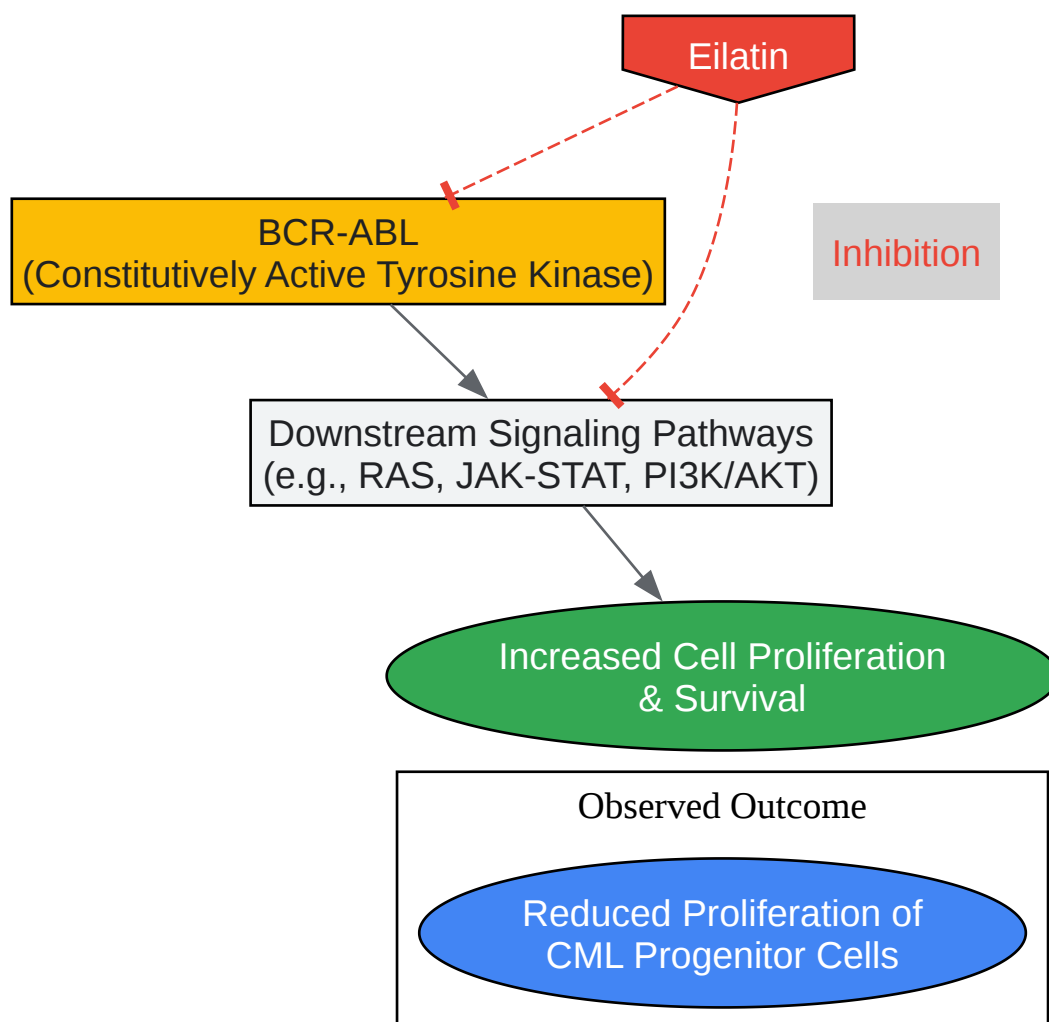 Eilatin
BCR-ABL
(Constitutively Active Tyrosine Kinase)
Inhibition
Downstream Signaling Pathways
(e.g., RAS, JAK-STAT, PI3K/AKT)
Increased Cell Proliferation
& Survival
Observed Outcome
Reduced Proliferation of
CML Progenitor Cells